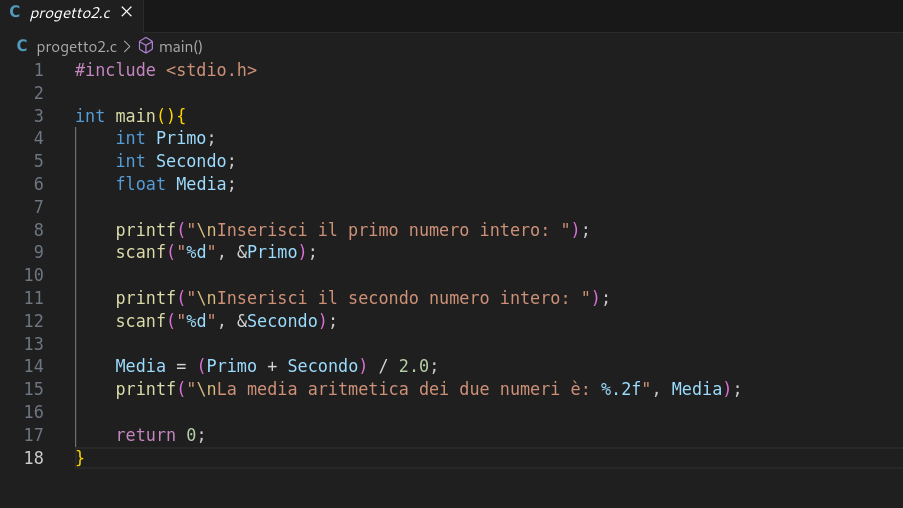 C progetto2.c ×
C progetto2.c > main()
1 #include <stdio.h>
2
3 int main(){
4     int Primo;
5     int Secondo;
6     float Media;
7
8     printf("\nInserisci il primo numero intero: ");
9     scanf("%d", &Primo);
10
11     printf("\nInserisci il secondo numero intero: ");
12     scanf("%d", &Secondo);
13
14     Media = (Primo + Secondo) / 2.0;
15     printf("\nLa media aritmetica dei due numeri è: %.2f", Media);
16
17     return 0;
18 }